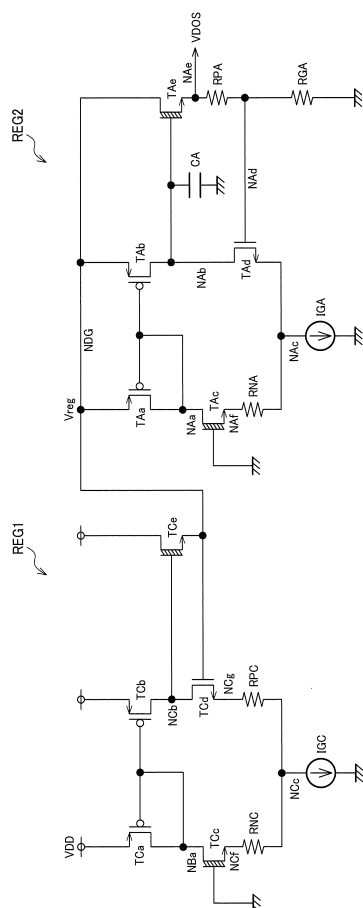 REG1
REG2
VDD
TCa
TCb
NBa
NCb
TCc
NCf
RNC
TCd
NCg
RPC
NCc
IGC
TCe
Vreg
NDG
TAa
TAb
NAa
TAc
NAf
RNA
NAb
TAd
NAc
IGA
CA
NAd
TAe
NAe
VDOS
RPA
RGA